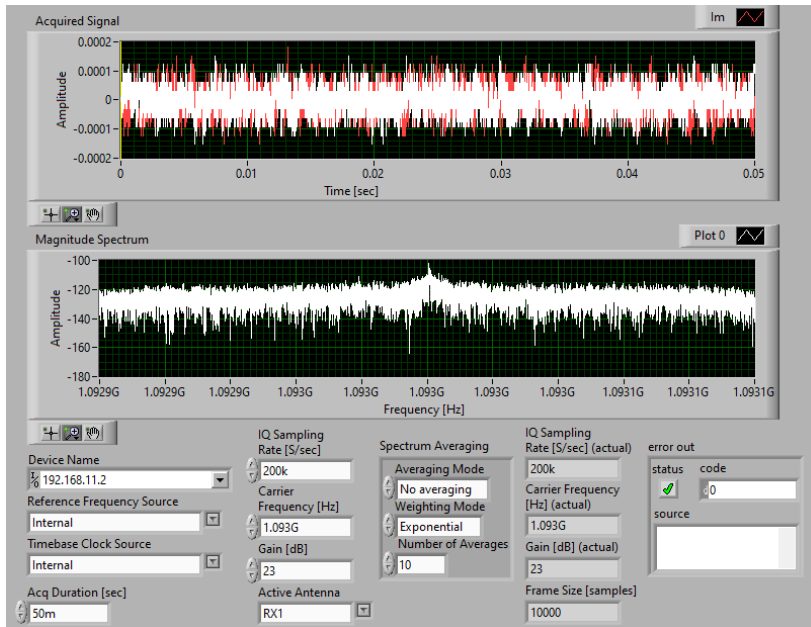 Acquired Signal
Im
Amplitude
0.0002
0.0001
0
-0.0001
-0.0002
0 0.01 0.02 0.03 0.04 0.05
Time [sec]
Magnitude Spectrum
Plot 0
Amplitude
-100
-120
-140
-160
-180
1.0929G 1.0929G 1.0929G 1.093G 1.093G 1.093G 1.093G 1.093G 1.0931G 1.0931G 1.0931G
Frequency [Hz]
Device Name
I/0 192.168.11.2
Reference Frequency Source
Internal
Timebase Clock Source
Internal
Acq Duration [sec]
50m
IQ Sampling
Rate [S/sec]
200k
Carrier
Frequency [Hz]
1.093G
Gain [dB]
23
Active Antenna
RX1
Spectrum Averaging
Averaging Mode
No averaging
Weighting Mode
Exponential
Number of Averages
10
IQ Sampling
Rate [S/sec] (actual)
200k
Carrier Frequency
[Hz] (actual)
1.093G
Gain [dB] (actual)
23
Frame Size [samples]
10000
error out
status code
0
source